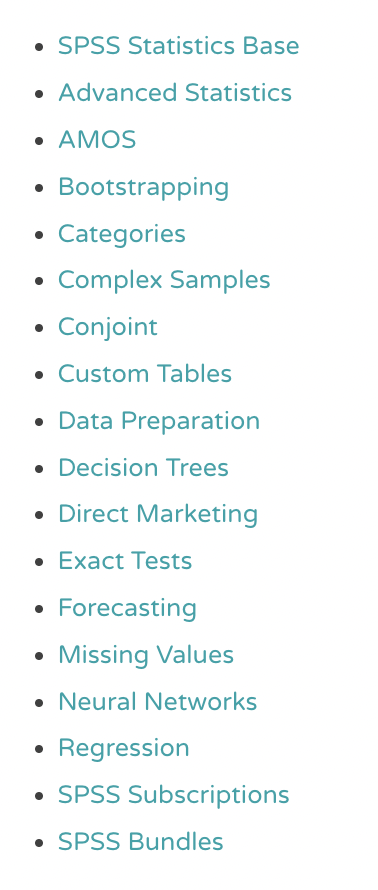 SPSS Statistics Base
Advanced Statistics
AMOS
Bootstrapping
Categories
Complex Samples
Conjoint
Custom Tables
Data Preparation
Decision Trees
Direct Marketing
Exact Tests
Forecasting
Missing Values
Neural Networks
Regression
SPSS Subscriptions
SPSS Bundles